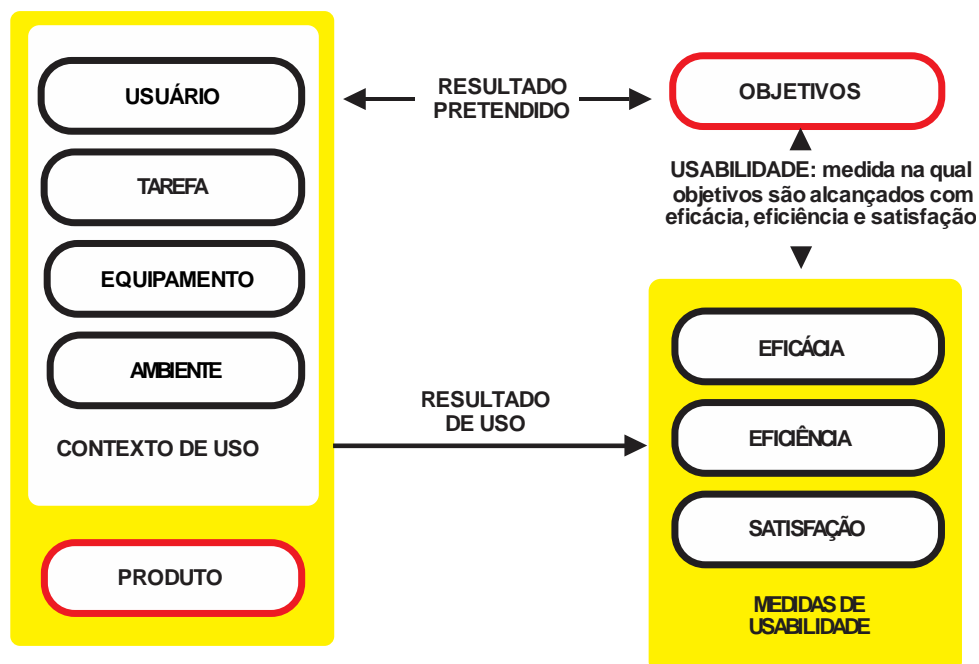 USUÁRIO
TAREFA
EQUIPAMENTO
AMBIENTE
CONTEXTO DE USO
PRODUTO
RESULTADO
PRETENDIDO
RESULTADO
DE USO
OBJETIVOS
USABILIDADE: medida na qual
objetivos são alcançados com
eficácia, eficiência e satisfação
EFICÁCIA
EFICIÊNCIA
SATISFAÇÃO
MEDIDAS DE
USABILIDADE